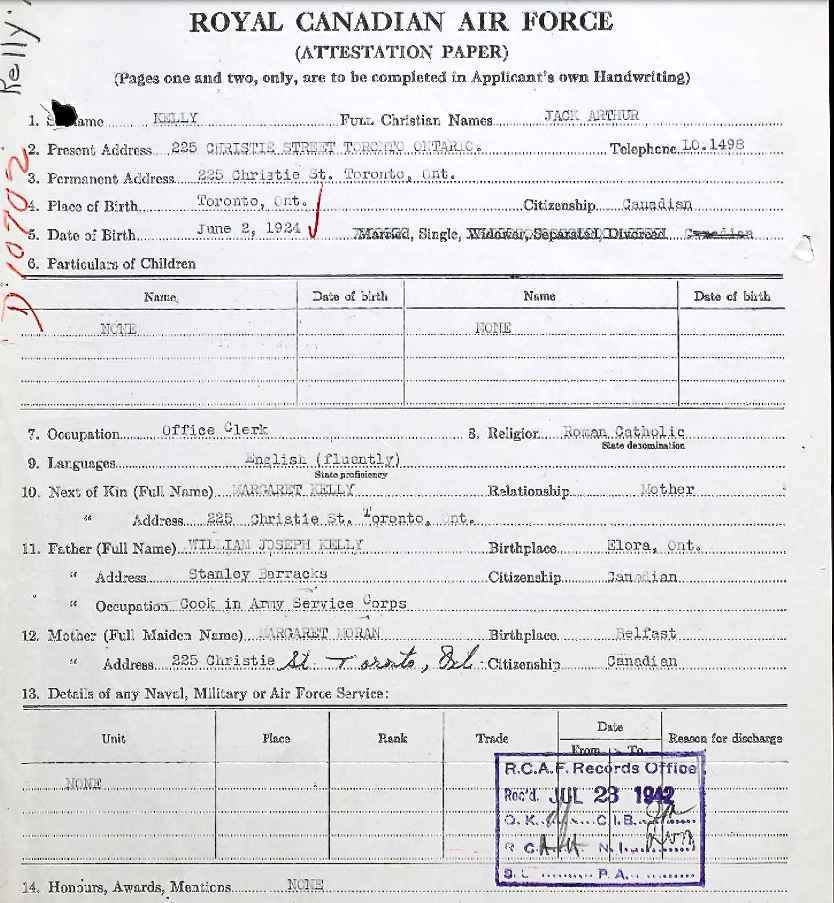 Kelly
ROYAL CANADIAN AIR FORCE
(ATTESTATION PAPER)
(Pages one and two, only, are to be completed in Applicant's own Handwriting)
1. Surname KELLY Full Christian Names JACK ARTHUR
2. Present Address 225 CHRISTIE STREET TORONTO ONTARIO. Telephone LO.1498
3. Permanent Address 225 Christie St. Toronto, Ont.
4. Place of Birth Toronto, Ont. Citizenship Canadian
5. Date of Birth June 2, 1924 Married, Single, Widower, Separated, Divorced Canadian
6. Particulars of Children
Name Date of birth Name Date of birth
NONE NONE
7. Occupation Office Clerk 8. Religion Roman Catholic
State denomination
9. Languages English (fluently)
State proficiency
10. Next of Kin (Full Name) MARGARET KELLY Relationship Mother
" Address 225 Christie St. Toronto, Ont.
11. Father (Full Name) WILLIAM JOSEPH KELLY Birthplace Elora, Ont.
" Address Stanley Barracks Citizenship Canadian
" Occupation Cook in Army Service Corps
12. Mother (Full Maiden Name) MARGARET MORAN Birthplace Belfast
" Address 225 Christie St. Toronto, Citizenship Canadian
13. Details of any Naval, Military or Air Force Service:
Unit Place Rank Trade Date Reason for discharge
From To
NONE
R.C.A.F. Records Office
Rec'd. JUL 23 1942
O.K. C.I.B.
R.C. N.I.
S.L. P.A.
14. Honours, Awards, Mentions NONE